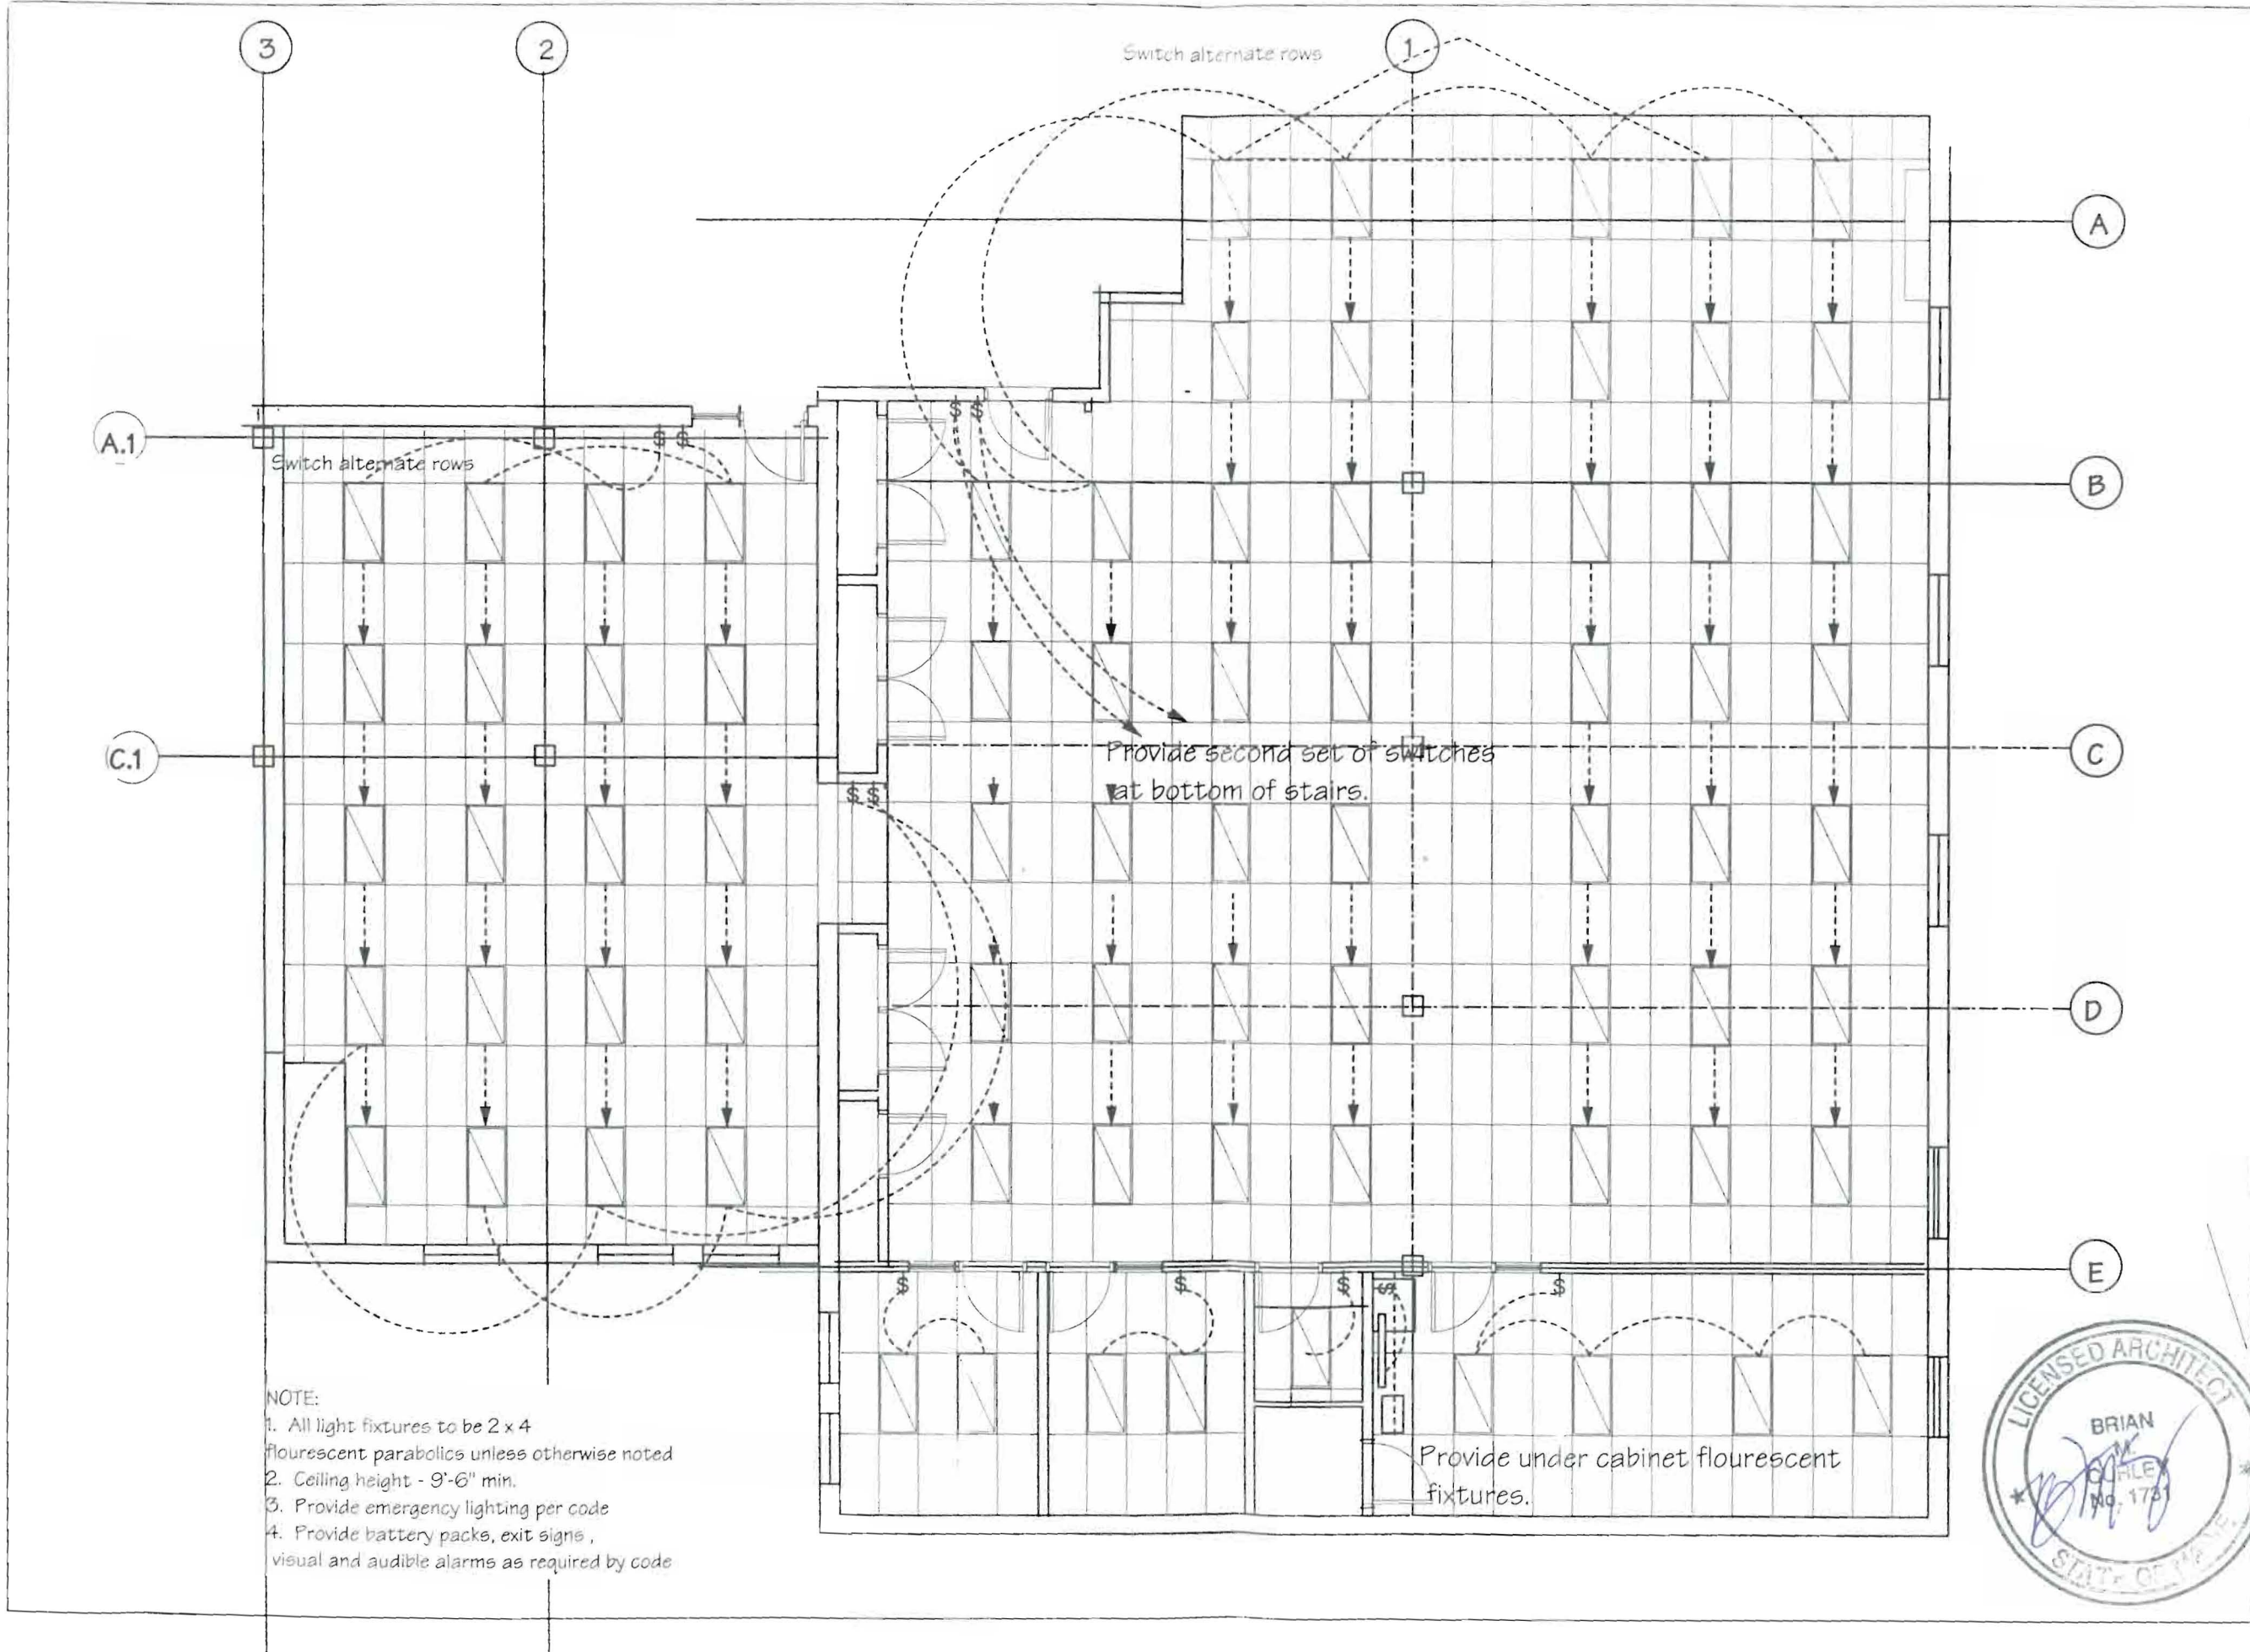 3
2
Switch alternate rows
1
A
A.1
Switch alternate rows
$ $
$ $
B
C.1
Provide second set of switches
at bottom of stairs.
C
$ $
D
E
$
$
$
$
$
NOTE:
1. All light fixtures to be 2 x 4
flourescent parabolics unless otherwise noted
2. Ceiling height - 9'-6" min.
3. Provide emergency lighting per code
4. Provide battery packs, exit signs,
visual and audible alarms as required by code
Provide under cabinet flourescent
fixtures.
LICENSED ARCHITECT
BRIAN
M.
No. 1731
STATE OF